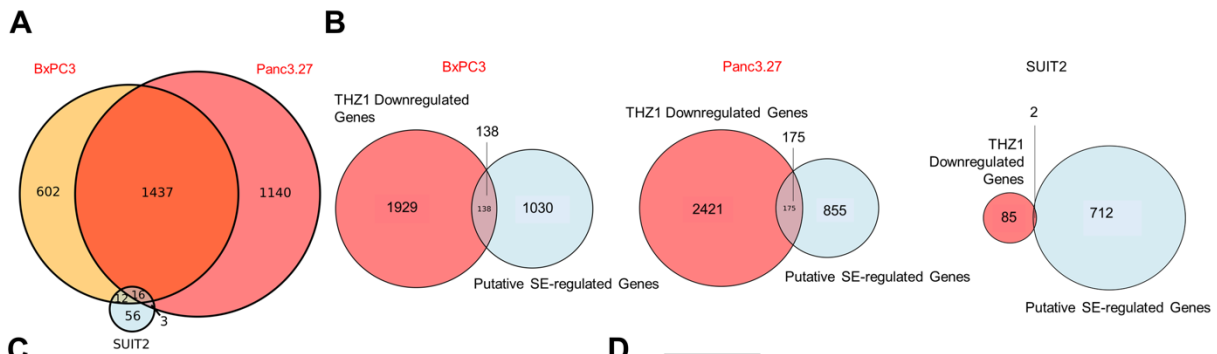 A
BxPC3
Panc3.27
602
1437
1140
12
16
56
3
SUIT2
B
BxPC3
THZ1 Downregulated
Genes
138
1929
138
1030
Putative SE-regulated Genes
Panc3.27
THZ1 Downregulated Genes
175
2421
175
855
Putative SE-regulated Genes
SUIT2
2
THZ1
Downregulated
Genes
85
712
Putative SE-regulated Genes
C
D